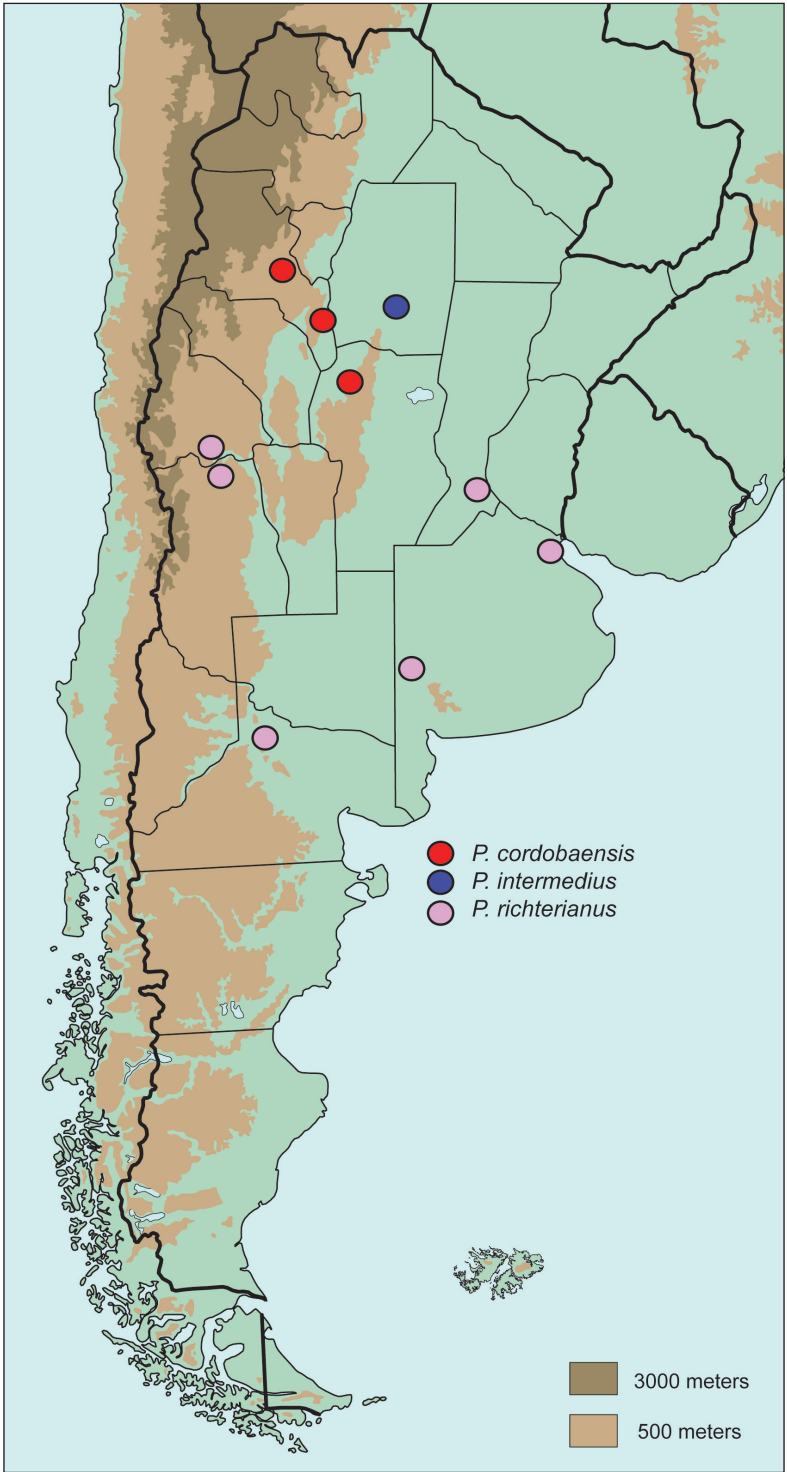 P. cordobaensis
P. intermedius
P. richterianus
3000 meters
500 meters